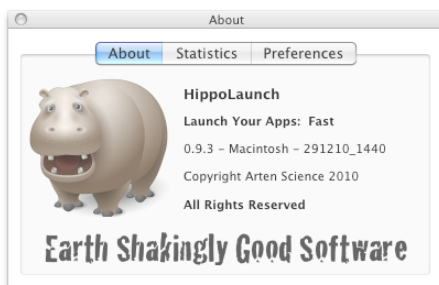 About
About Statistics Preferences
HippoLaunch
Launch Your Apps: Fast
0.9.3 - Macintosh - 291210_1440
Copyright Arten Science 2010
All Rights Reserved
Earth Shakingly Good Software